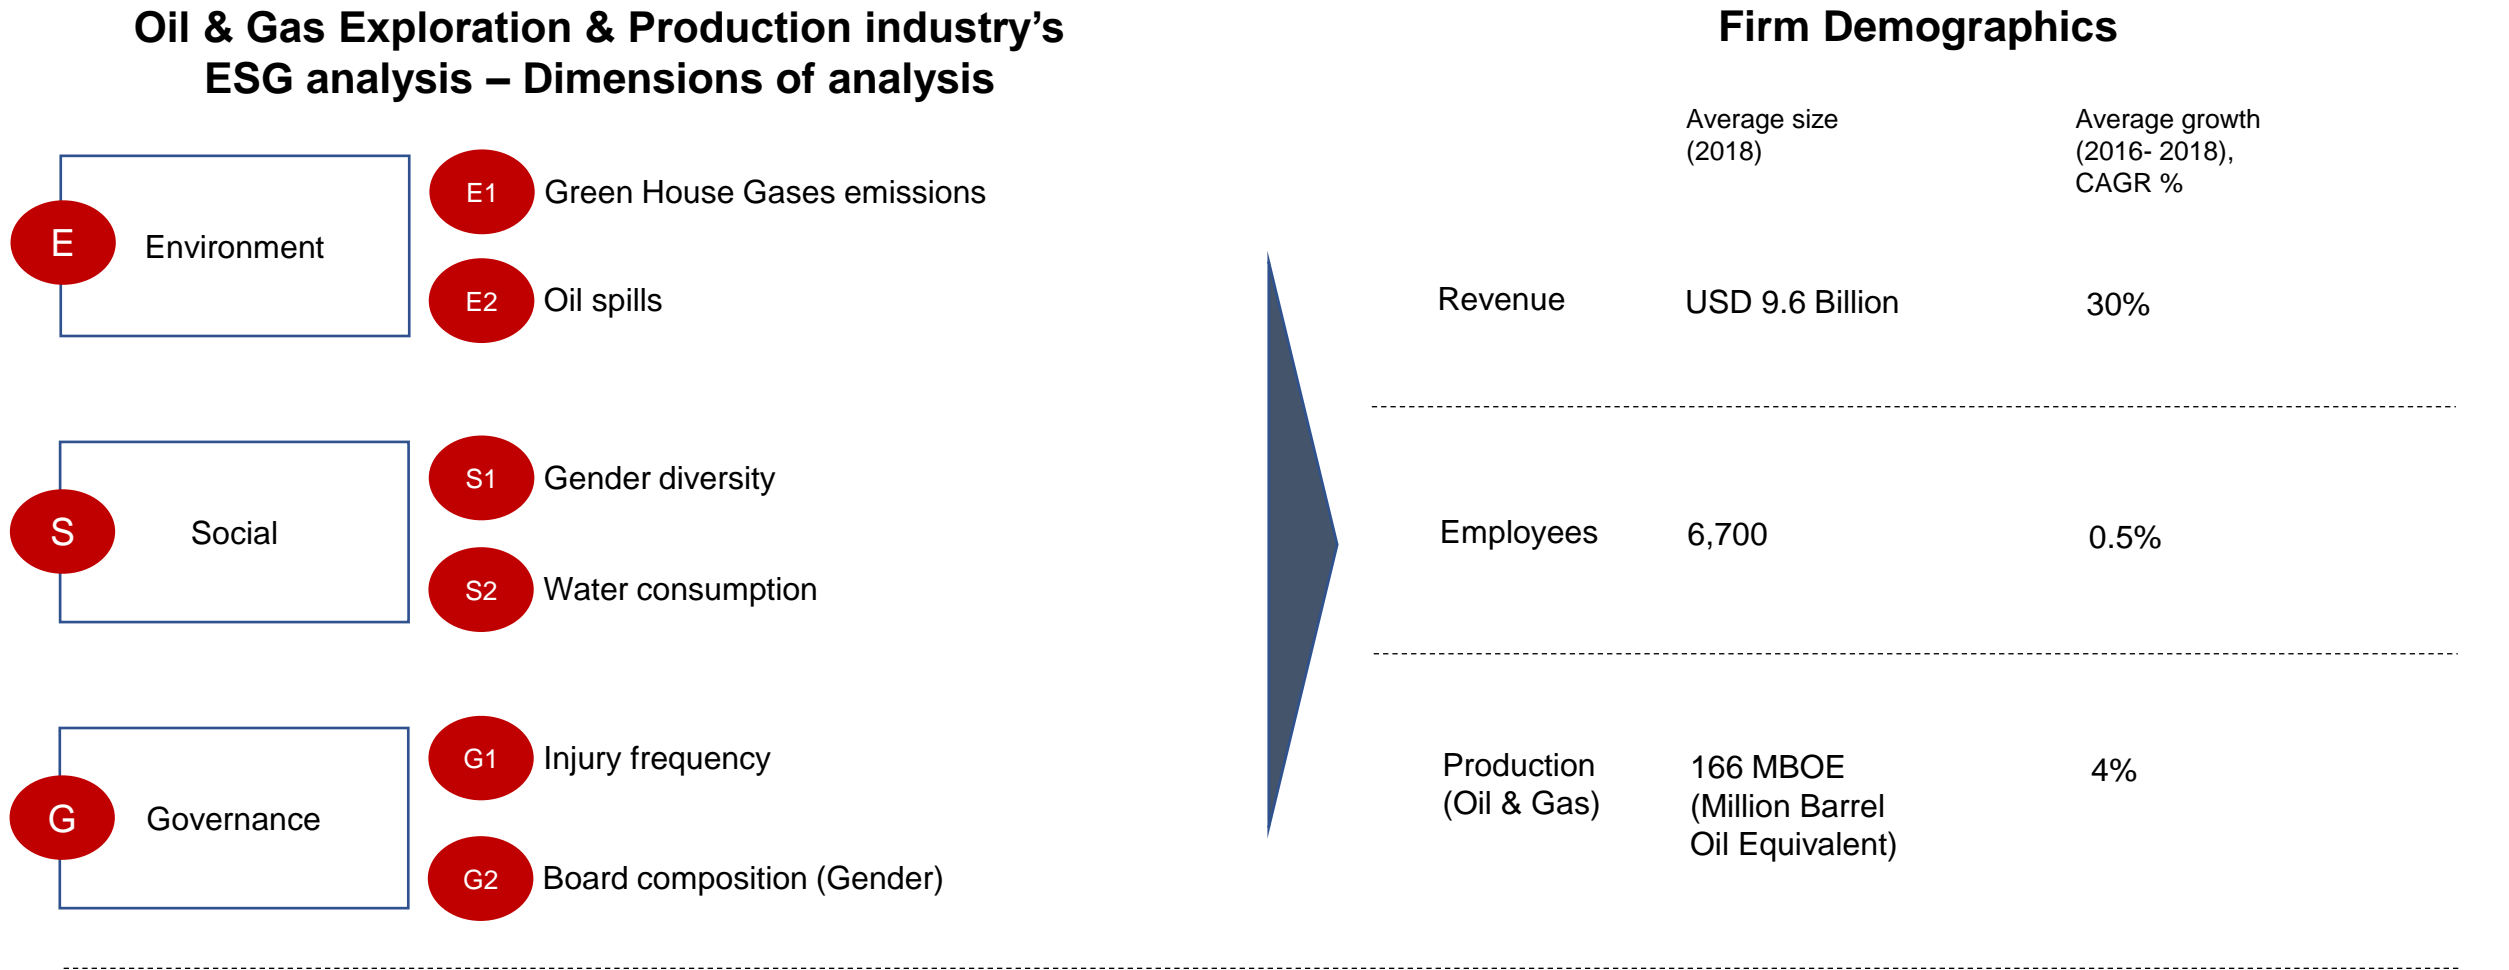 Oil & Gas Exploration & Production industry’s
ESG analysis – Dimensions of analysis
E
Environment
E1
Green House Gases emissions
E2
Oil spills
S
Social
S1
Gender diversity
S2
Water consumption
G
Governance
G1
Injury frequency
G2
Board composition (Gender)
Firm Demographics
Average size
(2018)
Average growth
(2016- 2018),
CAGR %
Revenue
USD 9.6 Billion
30%
Employees
6,700
0.5%
Production
(Oil & Gas)
166 MBOE
(Million Barrel
Oil Equivalent)
4%